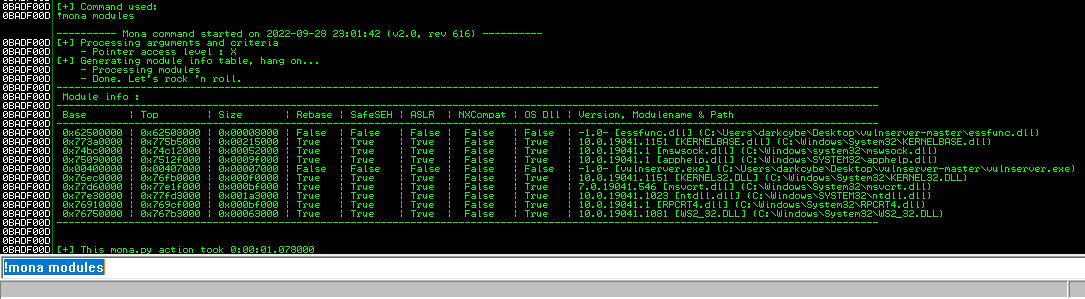 0BADF00D [+] Command used:
0BADF00D !mona modules
0BADF00D ---------- Mona command started on 2022-09-28 23:01:42 (v2.0, rev 616) ----------
0BADF00D [+] Processing arguments and criteria
0BADF00D - Pointer access level : X
0BADF00D [+] Generating module info table, hang on...
0BADF00D - Processing modules
0BADF00D - Done. Let's rock 'n roll.
0BADF00D
0BADF00D Module info :
0BADF00D
0BADF00D Base | Top | Size | Rebase | SafeSEH | ASLR | NXCompat | OS Dll | Version, Modulename & Path
0BADF00D
0BADF00D 0x62500000 | 0x62508000 | 0x00008000 | False | False | False | False | False | -1.0- [essfunc.dll] (C:\Users\darkcybe\Desktop\vulnserver-master\essfunc.dll)
0BADF00D 0x773a0000 | 0x775b5000 | 0x00215000 | True | True | True | False | True | 10.0.19041.1151 [KERNELBASE.dll] (C:\Windows\System32\KERNELBASE.dll)
0BADF00D 0x74bc0000 | 0x74c12000 | 0x00052000 | True | True | True | False | True | 10.0.19041.1 [mswsock.dll] (C:\Windows\system32\mswsock.dll)
0BADF00D 0x75090000 | 0x7512f000 | 0x0009f000 | True | True | True | False | True | 10.0.19041.1 [apphelp.dll] (C:\Windows\SYSTEM32\apphelp.dll)
0BADF00D 0x00400000 | 0x00407000 | 0x00007000 | False | False | False | False | False | -1.0- [vulnserver.exe] (C:\Users\darkcybe\Desktop\vulnserver-master\vulnserver.exe)
0BADF00D 0x76ec0000 | 0x76fb0000 | 0x000f0000 | True | True | True | False | True | 10.0.19041.1151 [KERNEL32.DLL] (C:\Windows\System32\KERNEL32.DLL)
0BADF00D 0x77d60000 | 0x77e1f000 | 0x000bf000 | True | True | True | False | True | 7.0.19041.546 [msvcrt.dll] (C:\Windows\System32\msvcrt.dll)
0BADF00D 0x77e30000 | 0x77fd3000 | 0x001a3000 | True | True | True | False | True | 10.0.19041.1023 [ntdll.dll] (C:\Windows\SYSTEM32\ntdll.dll)
0BADF00D 0x76910000 | 0x769cf000 | 0x000bf000 | True | True | True | False | True | 10.0.19041.1 [RPCRT4.dll] (C:\Windows\System32\RPCRT4.dll)
0BADF00D 0x76750000 | 0x767b3000 | 0x00063000 | True | True | True | False | True | 10.0.19041.1081 [WS2_32.DLL] (C:\Windows\System32\WS2_32.DLL)
0BADF00D
0BADF00D
0BADF00D
0BADF00D [+] This mona.py action took 0:00:01.078000
!mona modules